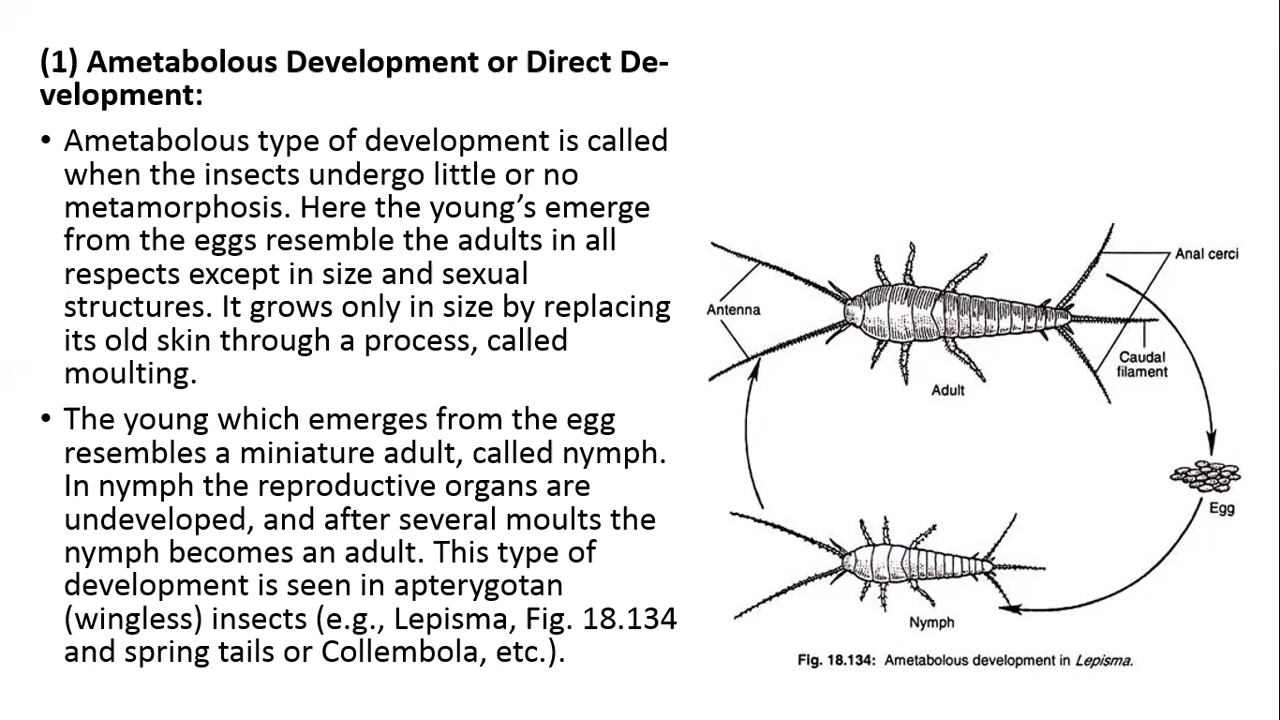 (1) Ametabolous Development or Direct De-
velopment:
• Ametabolous type of development is called
when the insects undergo little or no
metamorphosis. Here the young’s emerge
from the eggs resemble the adults in all
respects except in size and sexual
structures. It grows only in size by replacing
its old skin through a process, called
moulting.
• The young which emerges from the egg
resembles a miniature adult, called nymph.
In nymph the reproductive organs are
undeveloped, and after several moults the
nymph becomes an adult. This type of
development is seen in apterygotan
(wingless) insects (e.g., Lepisma, Fig. 18.134
and spring tails or Collembola, etc.).
Anal cerci
Antenna
Caudal
filament
Adult
Egg
Nymph
Fig. 18.134: Ametabolous development in Lepisma.